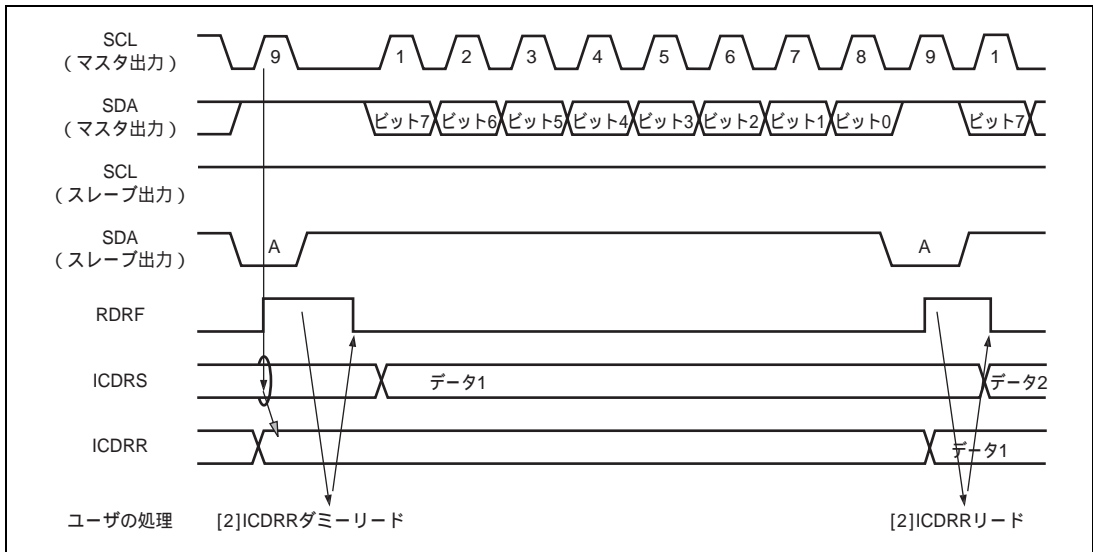 SCL
(マスタ出力)
9 1 2 3 4 5 6 7 8 9 1
SDA
(マスタ出力)
ビット7 ビット6 ビット5 ビット4 ビット3 ビット2 ビット1 ビット0 ビット7
SCL
(スレーブ出力)
SDA
(スレーブ出力)
A A
RDRF
ICDRS
データ1 データ2
ICDRR
データ1
ユーザの処理 [2]ICDRRダミーリード [2]ICDRRリード